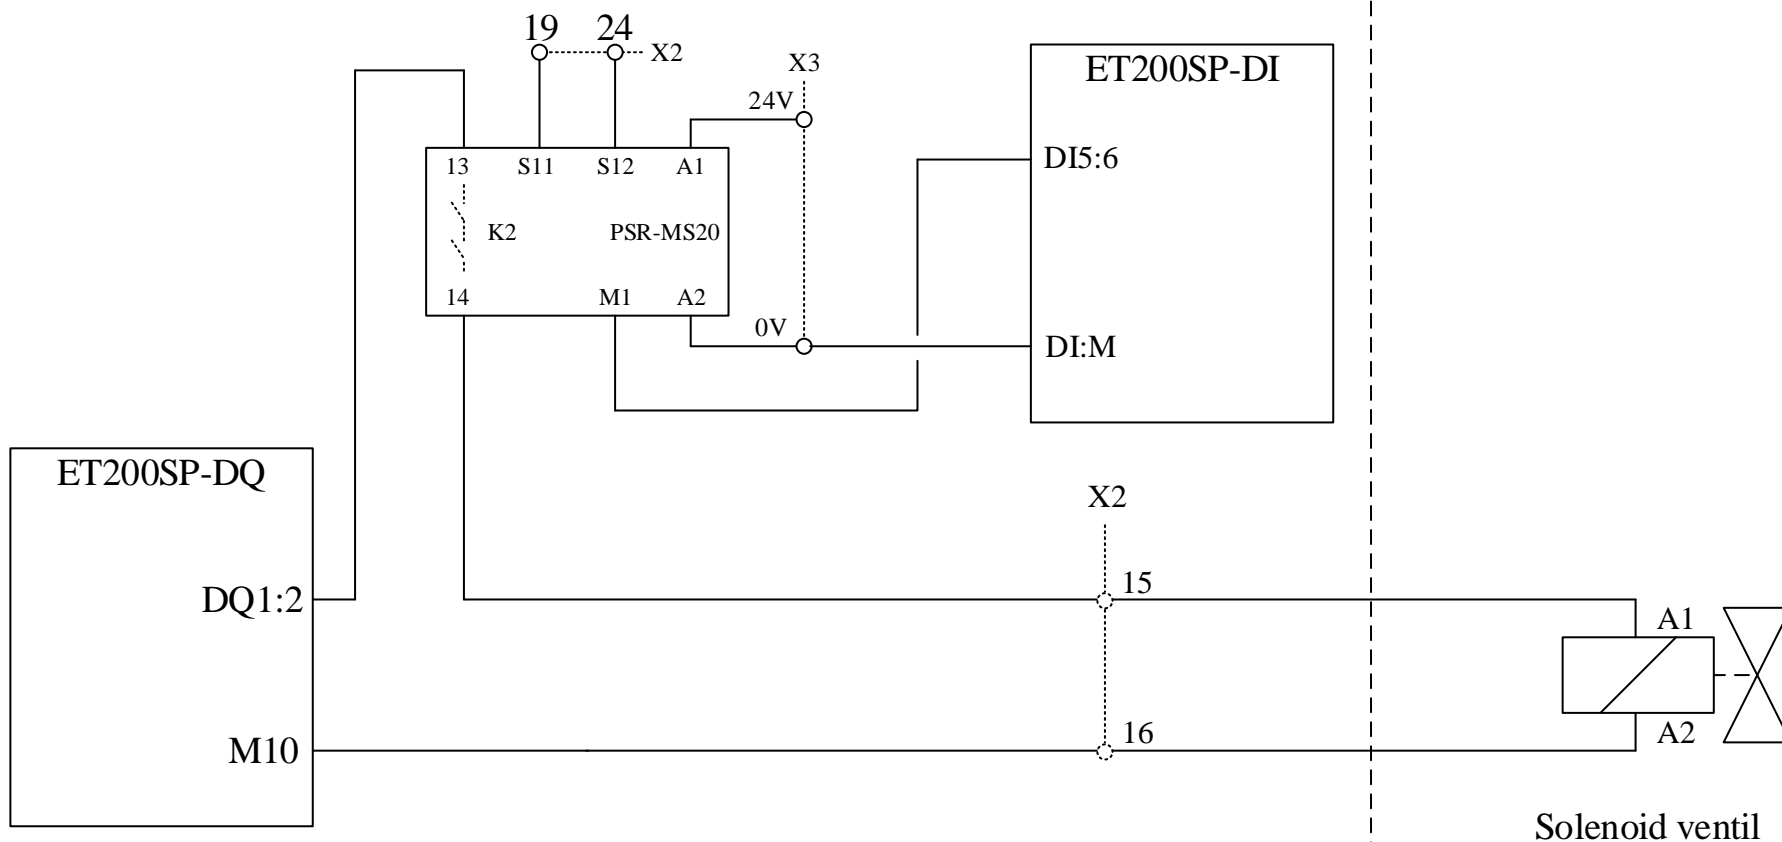 19 24
X2
X3
24V
ET200SP-DI
13 S11 S12 A1
DI5:6
K2 PSR-MS20
14 M1 A2
0V
DI:M
ET200SP-DQ
X2
DQ1:2
15
A1
M10
16
A2
Solenoid ventil